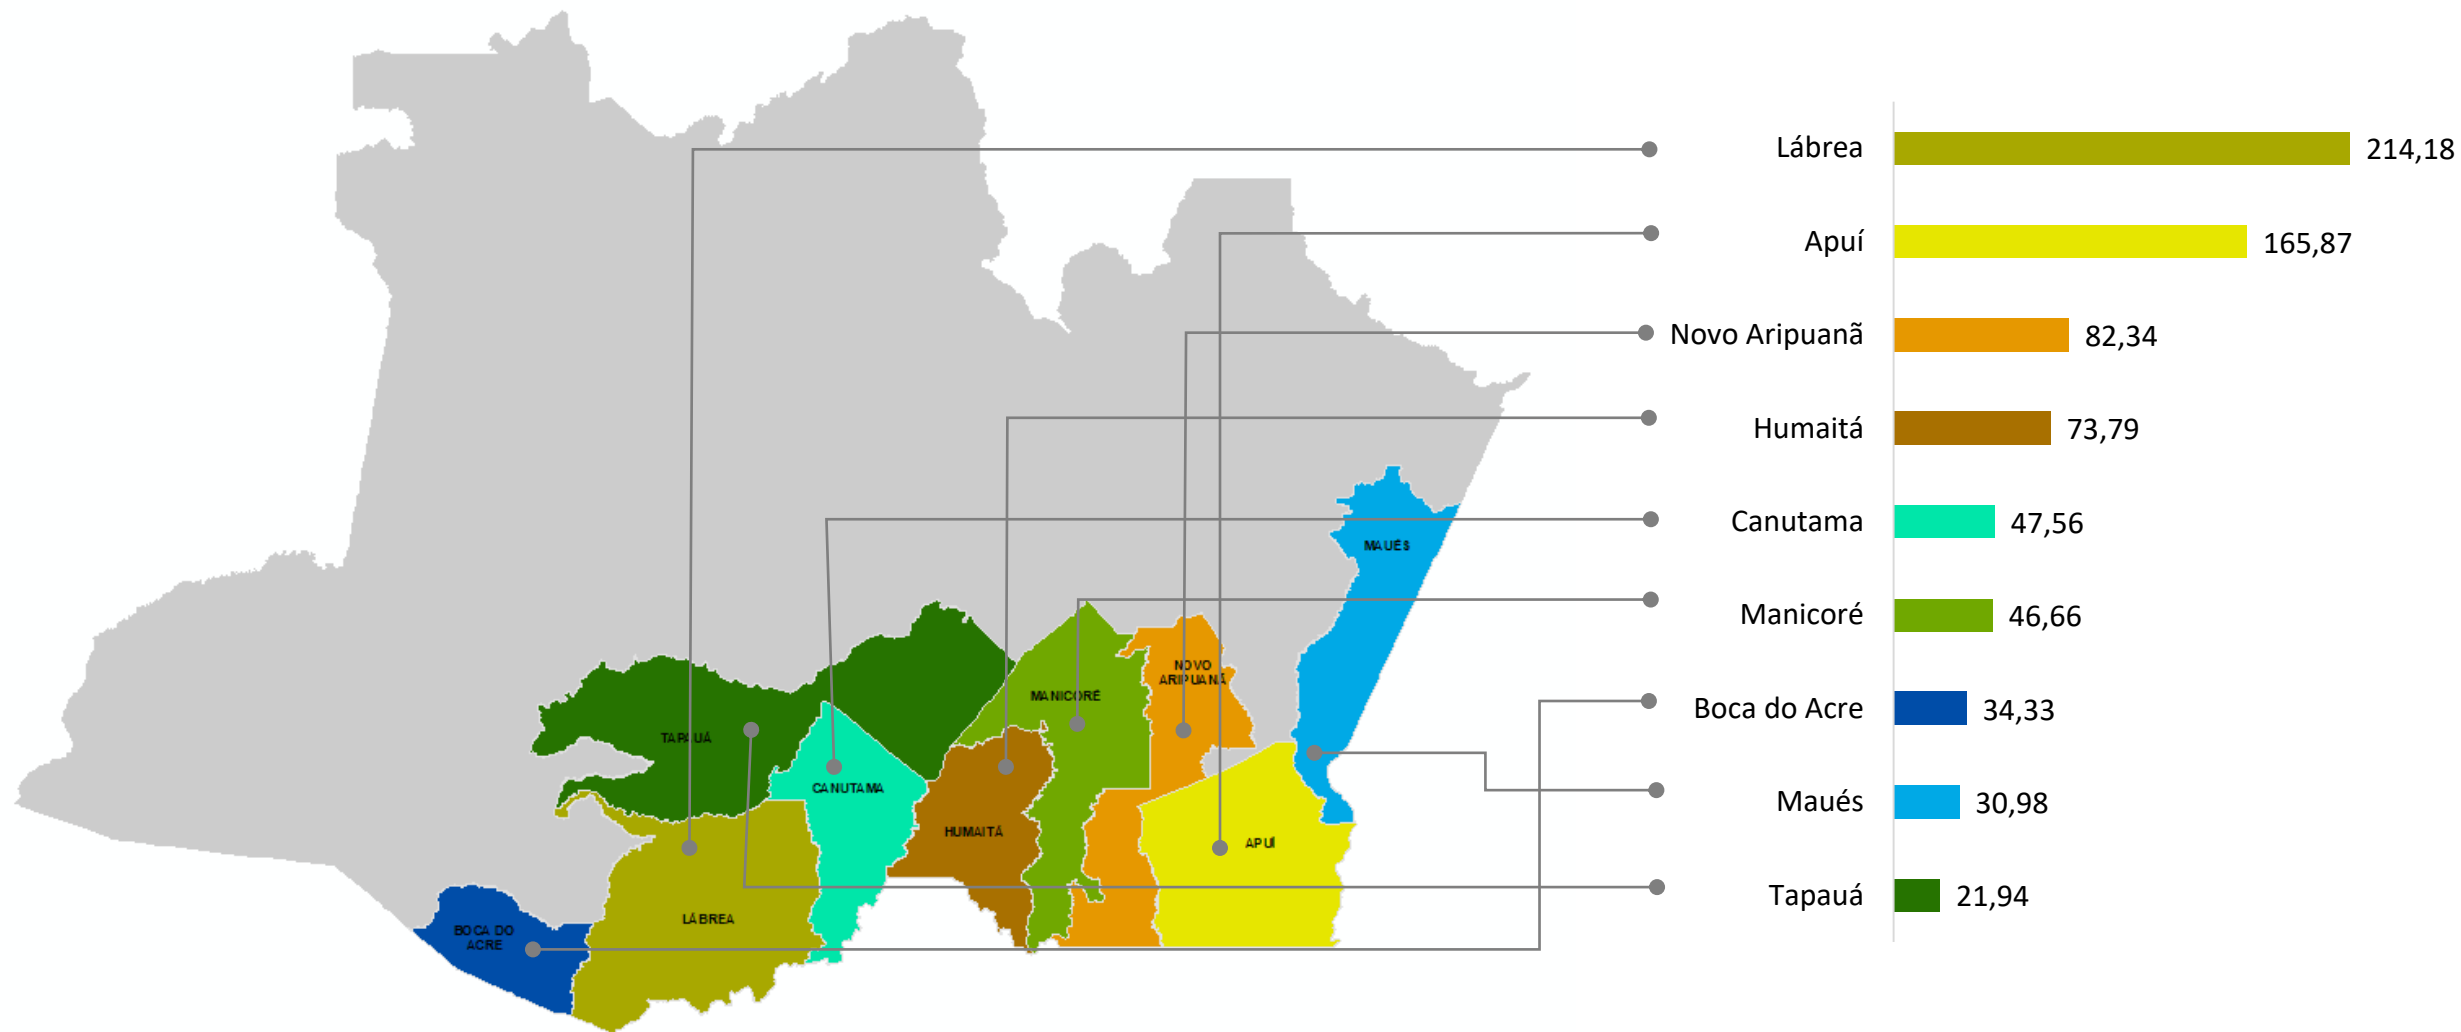 Lábrea
214,18
Apuí
165,87
Novo Aripuanã
82,34
Humaitá
73,79
Canutama
47,56
Manicoré
46,66
Boca do Acre
34,33
Maués
30,98
Tapauá
21,94
MAUÉS
NOVO
ARIPUANÃ
MANICORÉ
TAPAUÁ
CANUTAMA
HUMAITÁ
APUÍ
LÁBREA
BOCA DO
ACRE